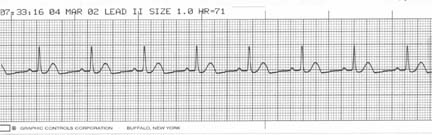 07:33:16 04 MAR 02 LEAD II SIZE 1.0 HR=71
GRAPHIC CONTROLS CORPORATION BUFFALO, NEW YORK